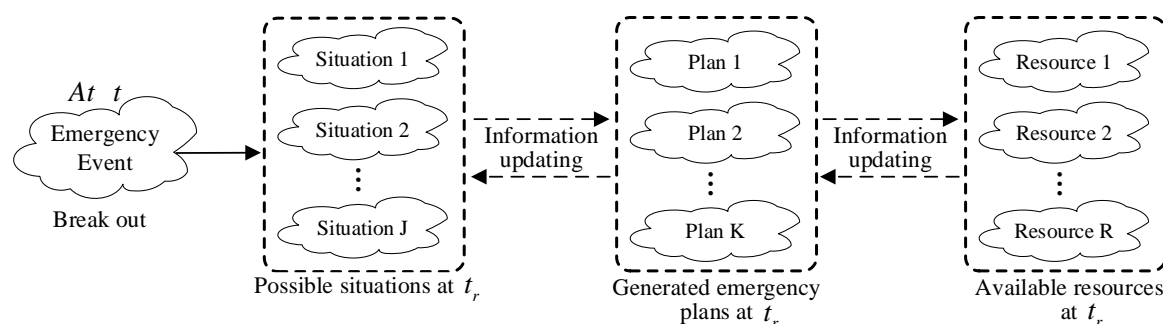 At t
Emergency
Event
Break out
Situation 1
Situation 2
⋮
Situation J
Possible situations at t_r
Information
updating
Plan 1
Plan 2
⋮
Plan K
Generated emergency
plans at t_r
Information
updating
Resource 1
Resource 2
⋮
Resource R
Available resources
at t_r